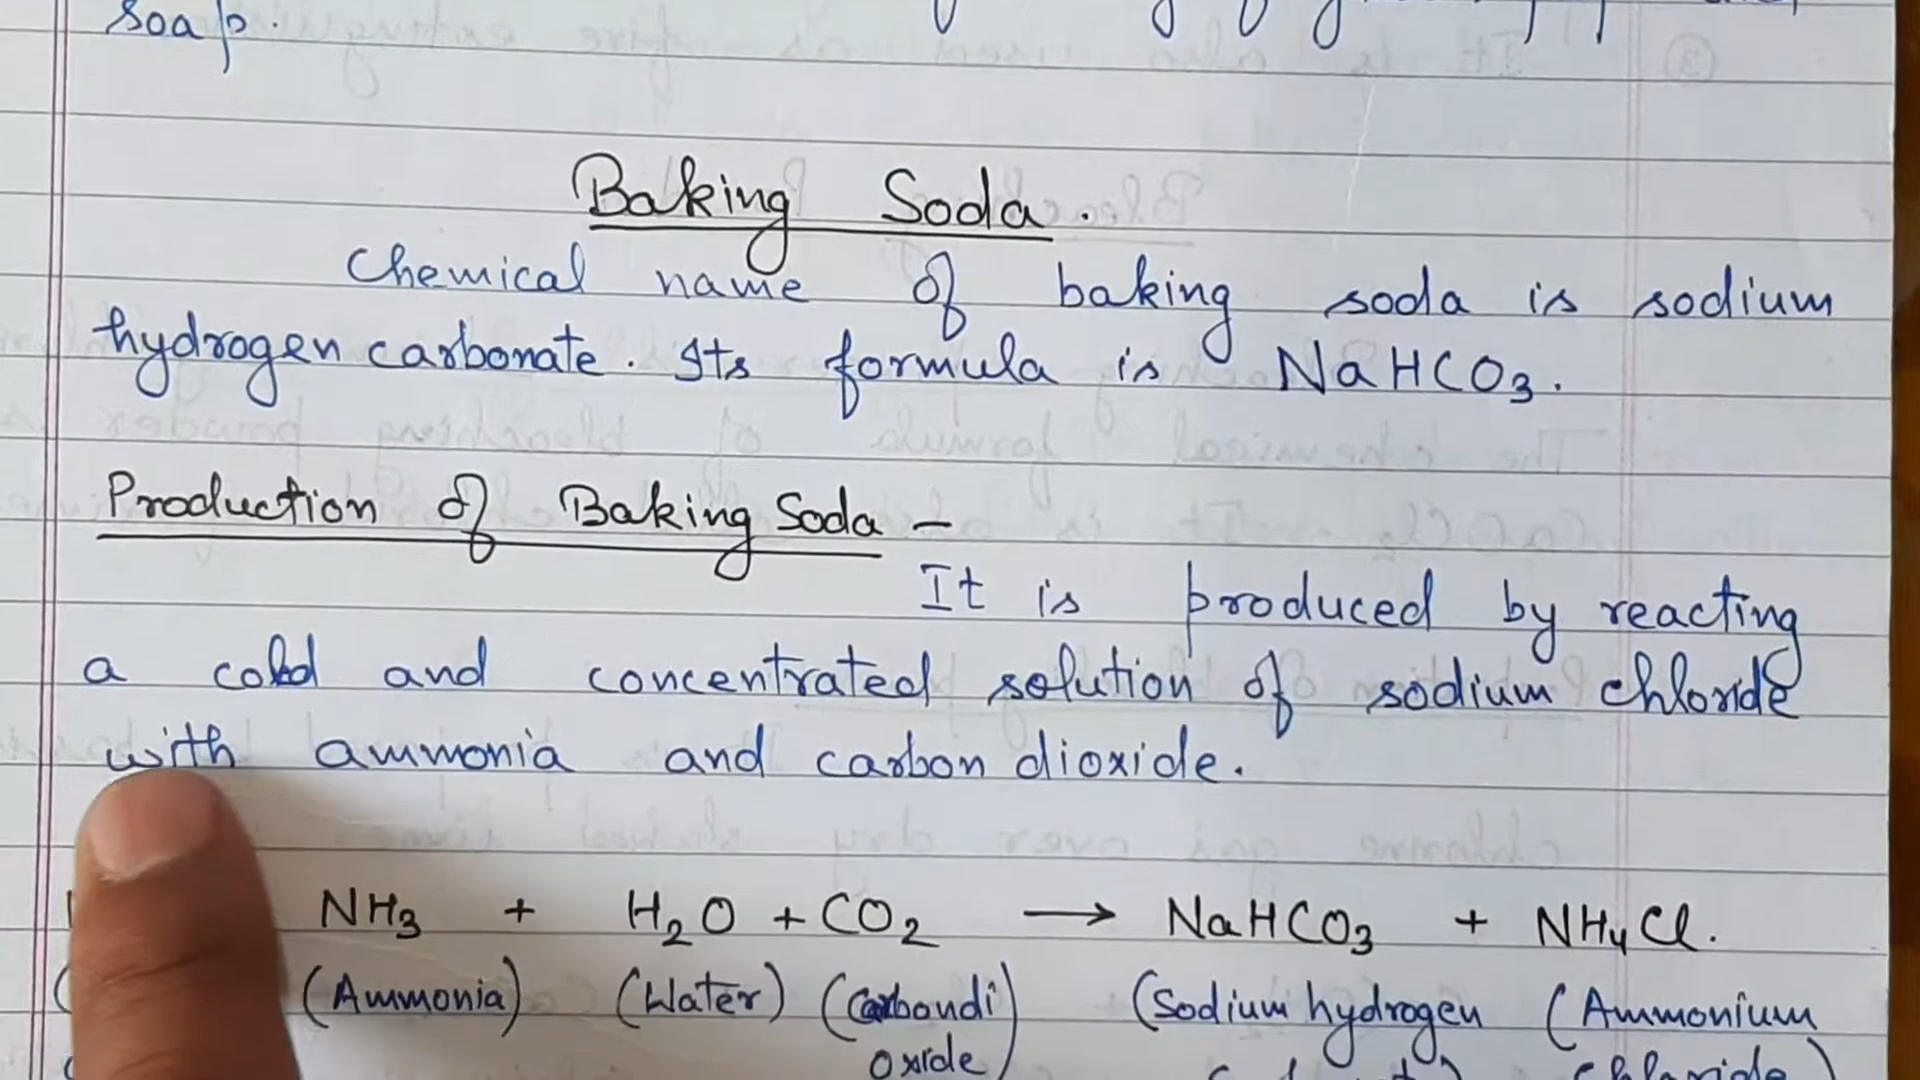 soap.
Baking Soda.
Chemical name of baking soda is sodium
hydrogen carbonate. Its formula is NaHCO3.
Production of Baking Soda -
It is produced by reacting
a cold and concentrated solution of sodium chloride
with ammonia and carbon dioxide.
NH3 + H2O + CO2 → NaHCO3 + NH4Cl.
(Ammonia) (Water) (Carbondi (Sodium hydrogen (Ammonium
oxide) chloride)